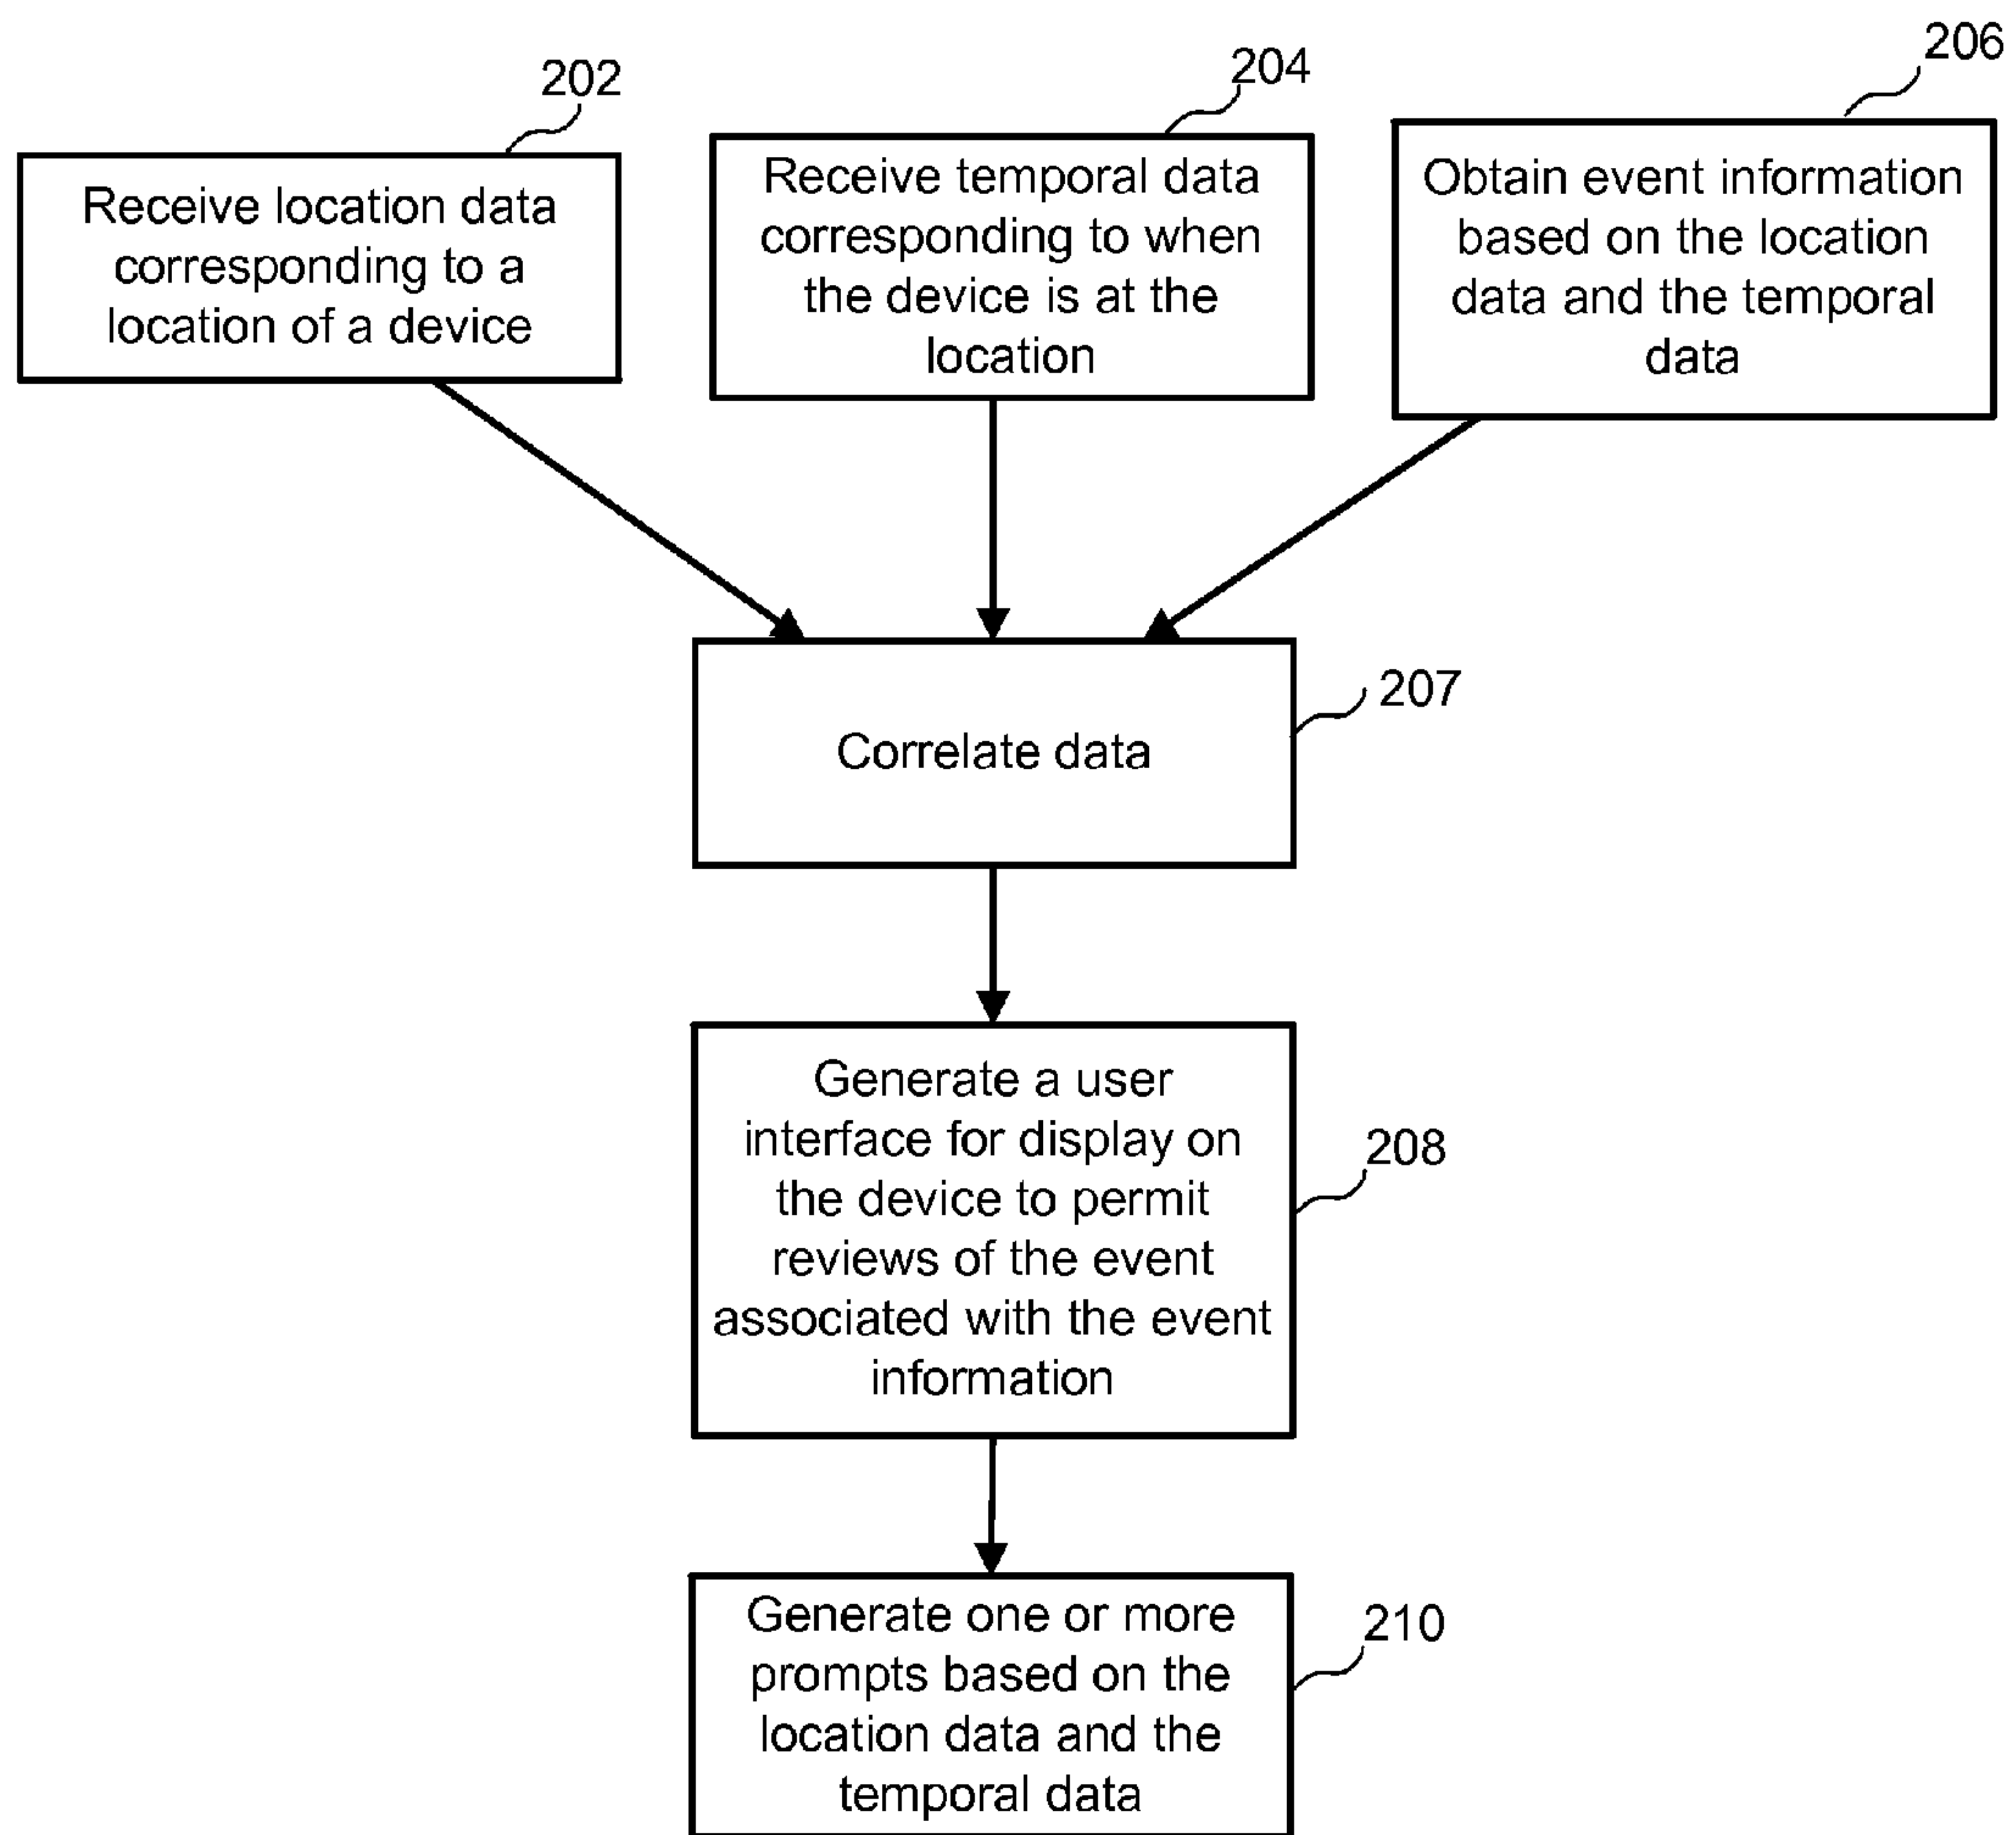 202
Receive location data
corresponding to a
location of a device
204
Receive temporal data
corresponding to when
the device is at the
location
206
Obtain event information
based on the location
data and the temporal
data
207
Correlate data
208
Generate a user
interface for display on
the device to permit
reviews of the event
associated with the event
information
210
Generate one or more
prompts based on the
location data and the
temporal data